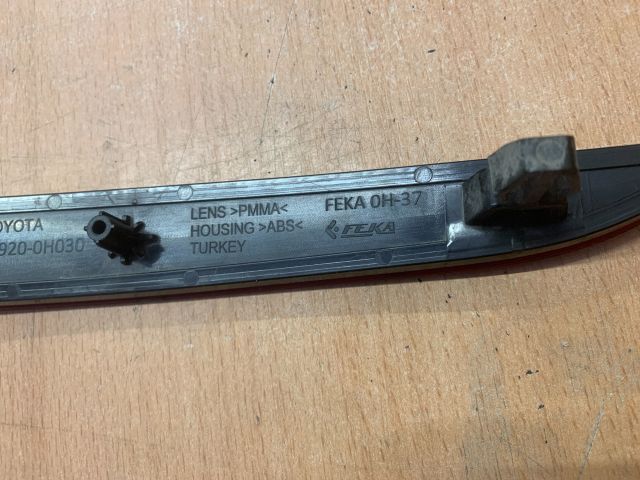 OYOTA
920-0H030
LENS >PMMA<
HOUSING >ABS<
TURKEY
FEKA 0H-37
FEKA